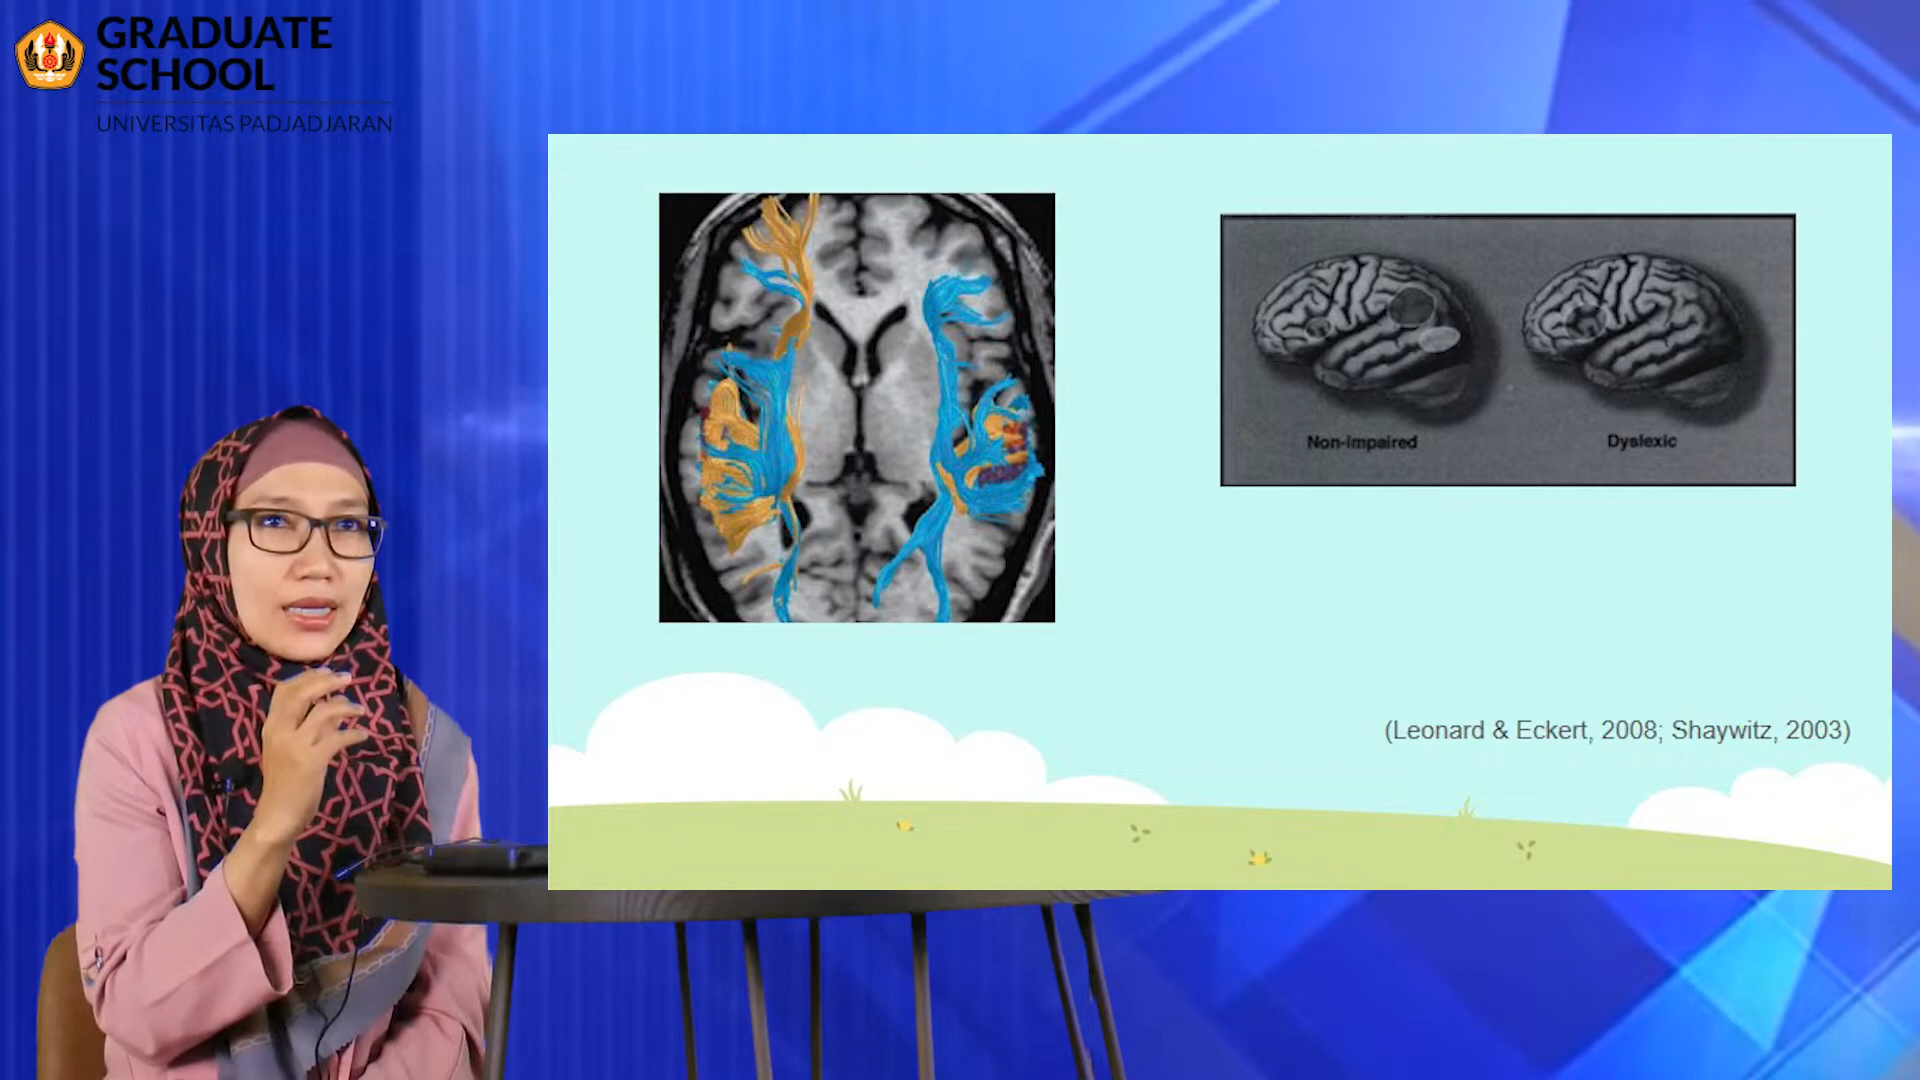 GRADUATE
SCHOOL
UNIVERSITAS PADJADJARAN
Non-impaired
Dyslexic
(Leonard & Eckert, 2008; Shaywitz, 2003)